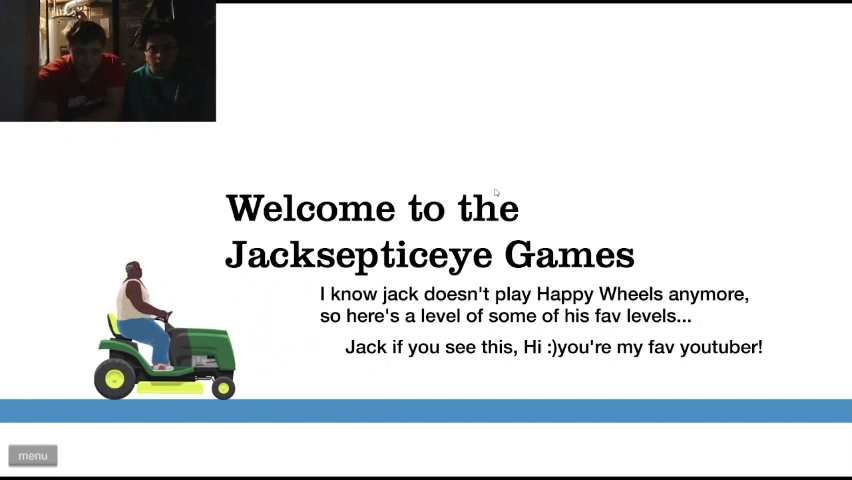 Welcome to the
Jacksepticeye Games
I know jack doesn't play Happy Wheels anymore,
so here's a level of some of his fav levels...
Jack if you see this, Hi :)you're my fav youtuber!
menu